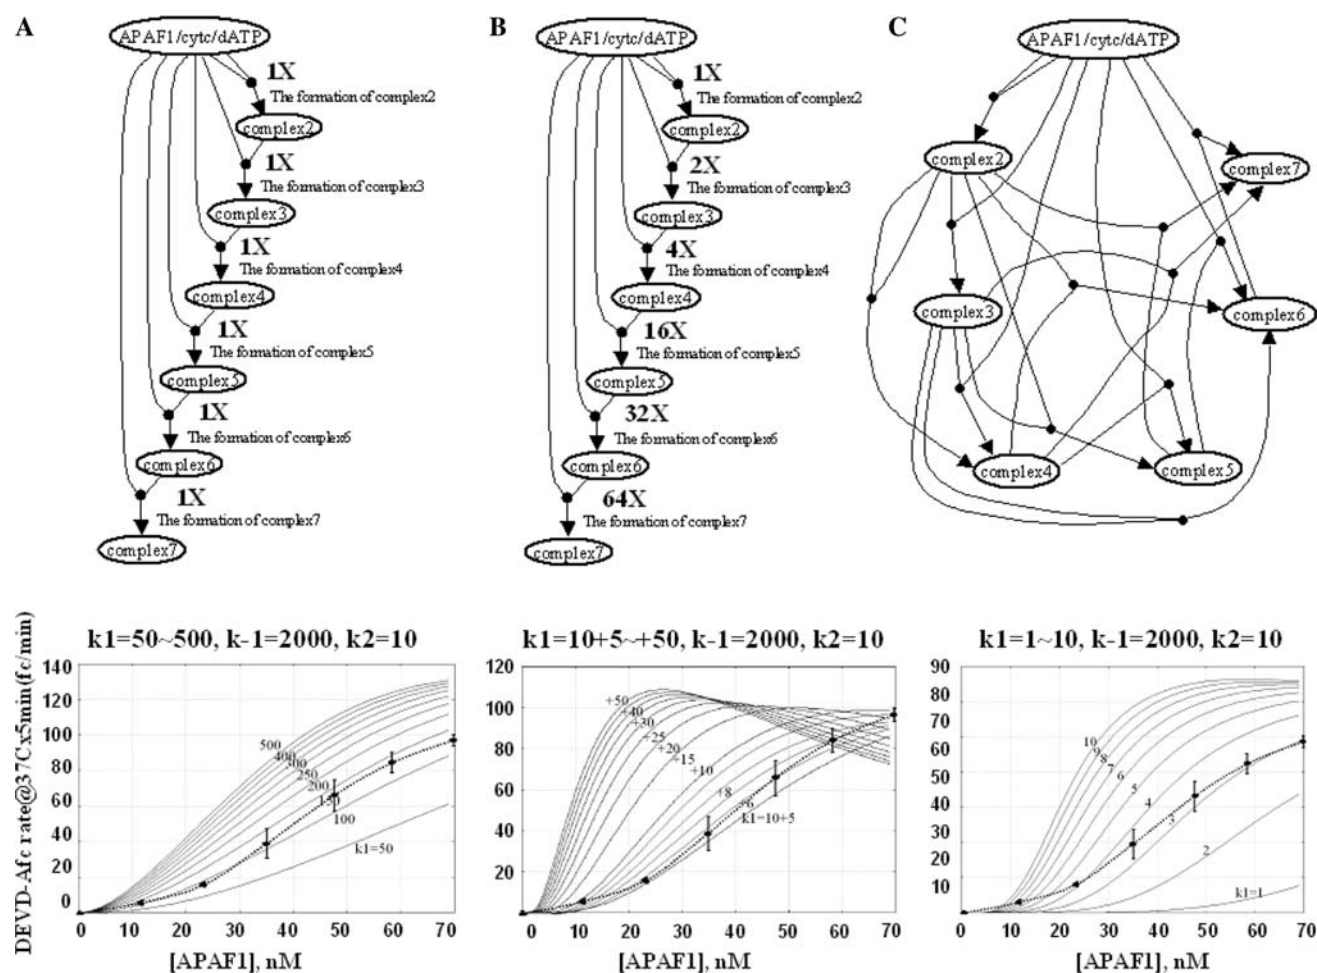 A
APAF1/cytc/dATP
1X
The formation of complex2
complex2
1X
The formation of complex3
complex3
1X
The formation of complex4
complex4
1X
The formation of complex5
complex5
1X
The formation of complex6
complex6
1X
The formation of complex7
complex7
B
APAF1/cytc/dATP
1X
The formation of complex2
complex2
2X
The formation of complex3
complex3
4X
The formation of complex4
complex4
16X
The formation of complex5
complex5
32X
The formation of complex6
complex6
64X
The formation of complex7
complex7
C
APAF1/cytc/dATP
complex2
complex7
complex3
complex6
complex4
complex5
DEVD-Afc rate@37Cx5min(fc/min)
k1=50~500, k-1=2000, k2=10
140
120
100
80
60
40
20
0
500
400
300
250
200
150
100
k1=50
0 10 20 30 40 50 60 70
[APAF1], nM
k1=10+5~+50, k-1=2000, k2=10
120
100
80
60
40
20
+50
+40
+30
+25
+20
+15
+10
+8
+6
k1=10+5
0 10 20 30 40 50 60 70
[APAF1], nM
k1=1~10, k-1=2000, k2=10
90
80
70
60
50
40
30
20
10
10
9
8
7
6
5
4
3
2
k1=1
0 10 20 30 40 50 60 70
[APAF1], nM